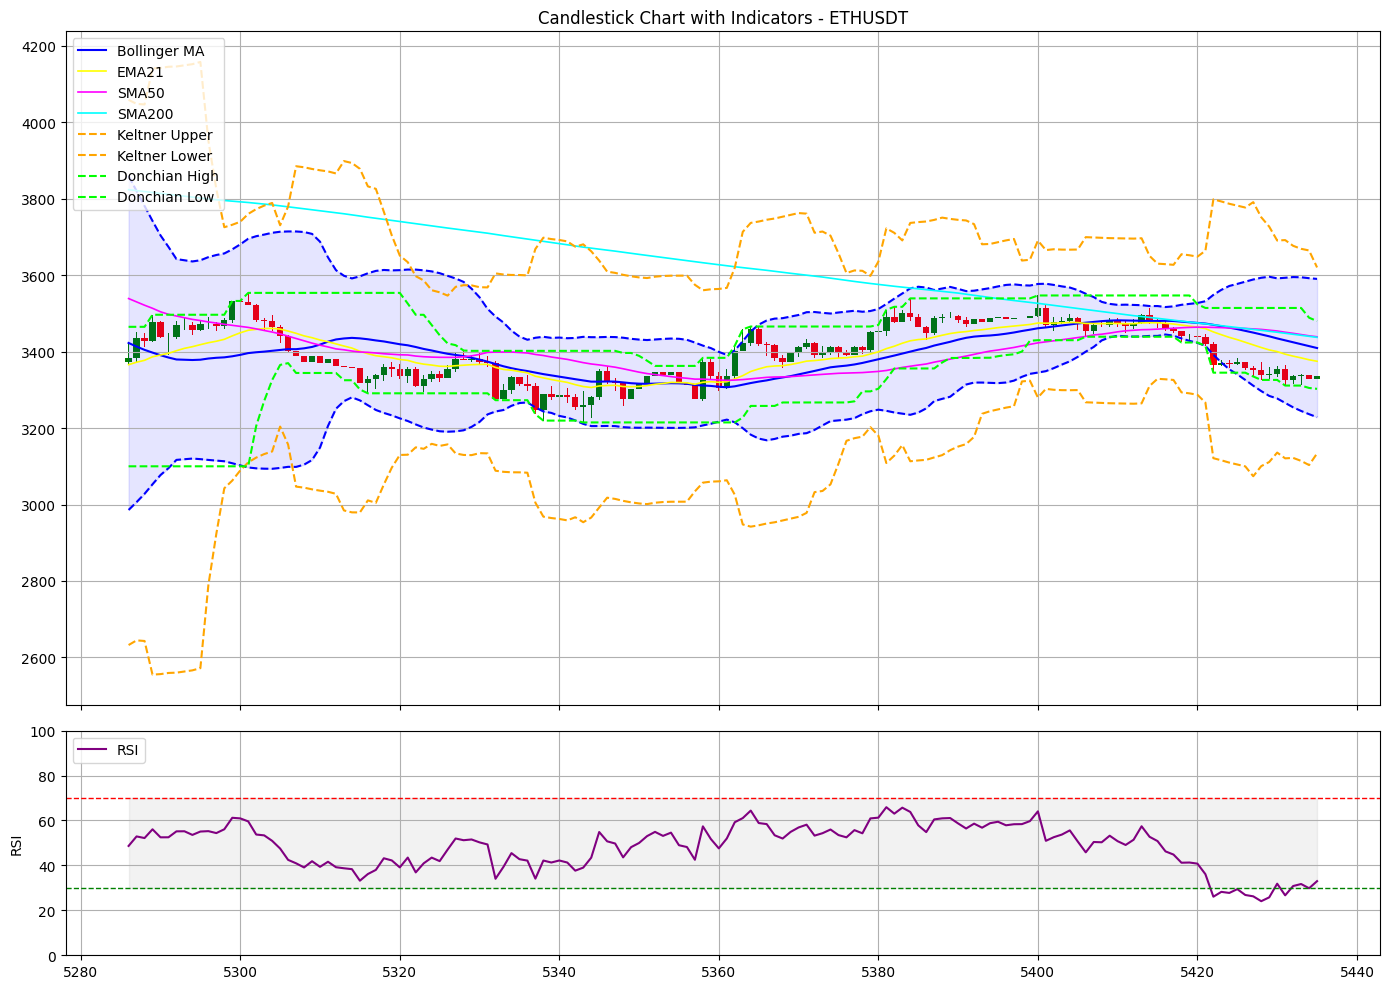 Candlestick Chart with Indicators - ETHUSDT
4200
4000
3800
3600
3400
3200
3000
2800
2600
Bollinger MA
EMA21
SMA50
SMA200
Keltner Upper
Keltner Lower
Donchian High
Donchian Low
100
80
60
40
20
0
RSI
RSI
5280
5300
5320
5340
5360
5380
5400
5420
5440